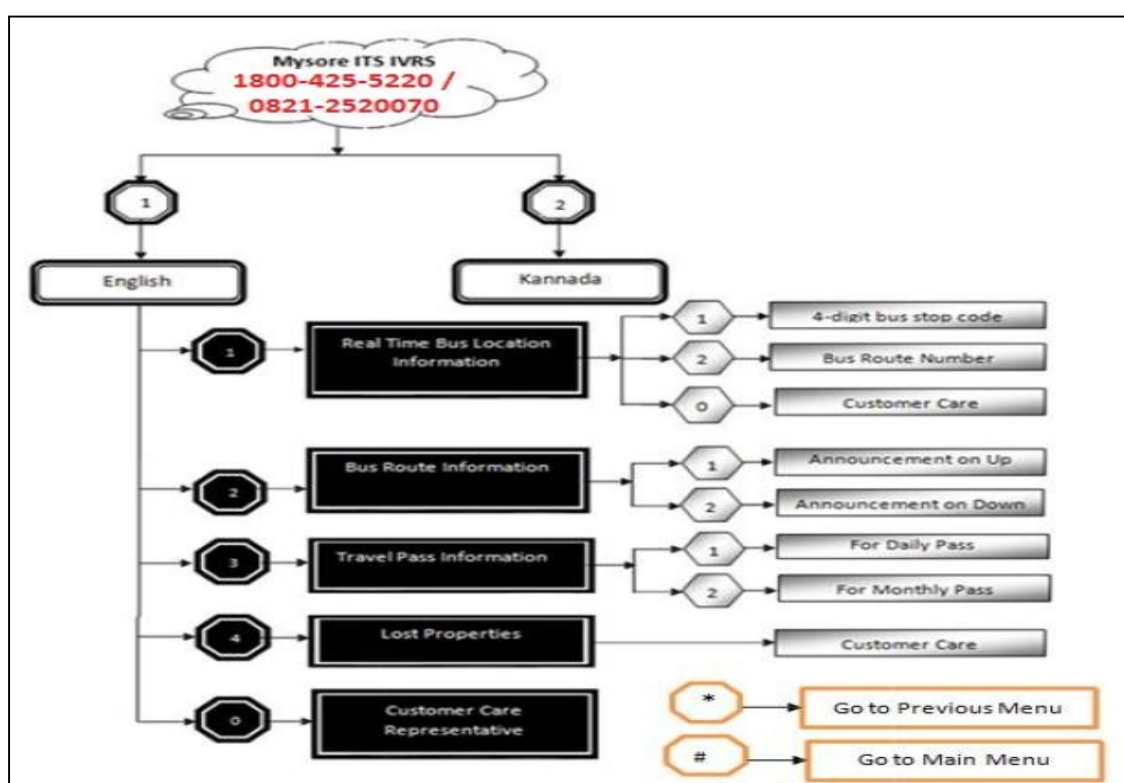 Mysore ITS IVRS
1800-425-5220 /
0821-2520070
1
2
English
Kannada
1
Real Time Bus Location
Information
1
4-digit bus stop code
2
Bus Route Number
0
Customer Care
2
Bus Route Information
1
Announcement on Up
2
Announcement on Down
3
Travel Pass Information
1
For Daily Pass
2
For Monthly Pass
4
Lost Properties
Customer Care
0
Customer Care
Representative
*
Go to Previous Menu
#
Go to Main Menu